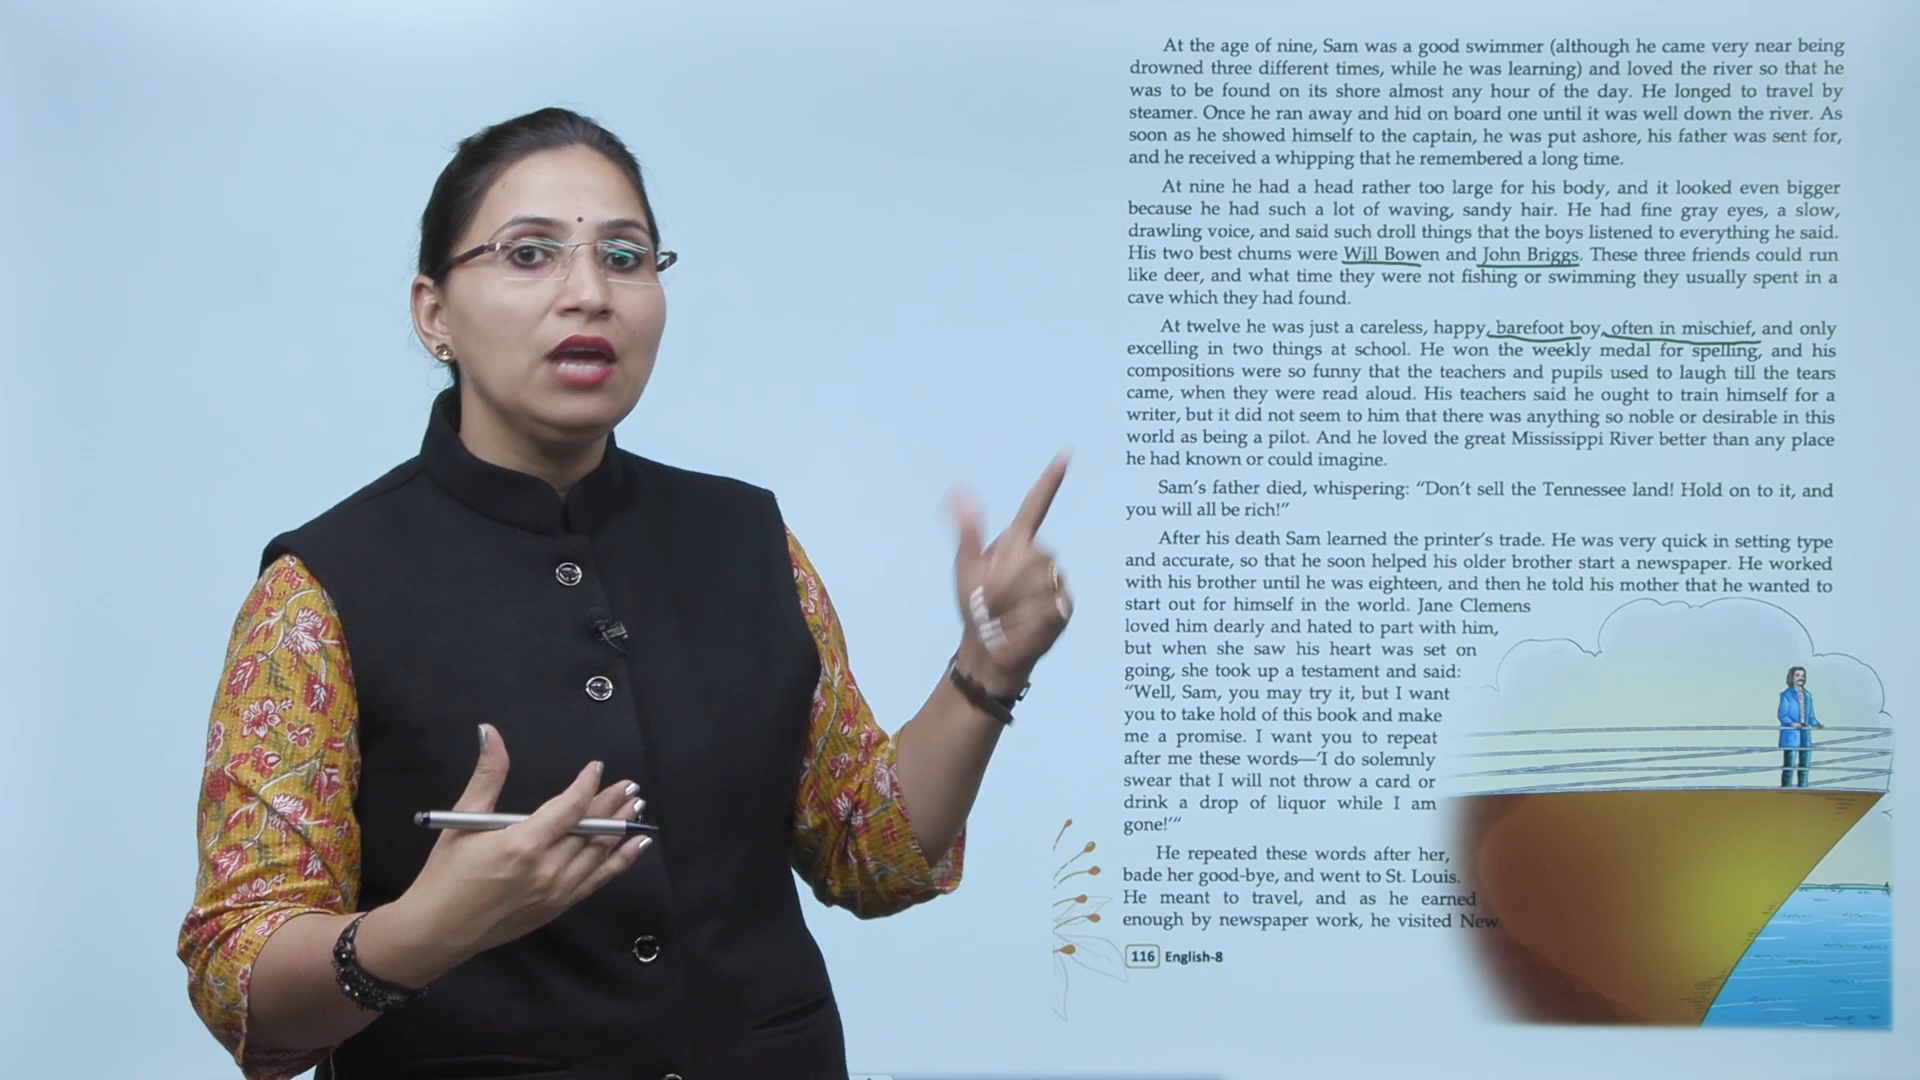 At the age of nine, Sam was a good swimmer (although he came very near being
drowned three different times, while he was learning) and loved the river so that he
was to be found on its shore almost any hour of the day. He longed to travel by
steamer. Once he ran away and hid on board one until it was well down the river. As
soon as he showed himself to the captain, he was put ashore, his father was sent for,
and he received a whipping that he remembered a long time.
At nine he had a head rather too large for his body, and it looked even bigger
because he had such a lot of waving, sandy hair. He had fine gray eyes, a slow,
drawling voice, and said such droll things that the boys listened to everything he said.
His two best chums were Will Bowen and John Briggs. These three friends could run
like deer, and what time they were not fishing or swimming they usually spent in a
cave which they had found.
At twelve he was just a careless, happy, barefoot boy, often in mischief, and only
excelling in two things at school. He won the weekly medal for spelling, and his
compositions were so funny that the teachers and pupils used to laugh till the tears
came, when they were read aloud. His teachers said he ought to train himself for a
writer, but it did not seem to him that there was anything so noble or desirable in this
world as being a pilot. And he loved the great Mississippi River better than any place
he had known or could imagine.
Sam's father died, whispering: “Don't sell the Tennessee land! Hold on to it, and
you will all be rich!”
After his death Sam learned the printer's trade. He was very quick in setting type
and accurate, so that he soon helped his older brother start a newspaper. He worked
with his brother until he was eighteen, and then he told his mother that he wanted to
start out for himself in the world. Jane Clemens
loved him dearly and hated to part with him,
but when she saw his heart was set on
going, she took up a testament and said:
“Well, Sam, you may try it, but I want
you to take hold of this book and make
me a promise. I want you to repeat
after me these words—‘I do solemnly
swear that I will not throw a card or
drink a drop of liquor while I am
gone!’”
He repeated these words after her,
bade her good-bye, and went to St. Louis.
He meant to travel, and as he earned
enough by newspaper work, he visited New
116 English-8